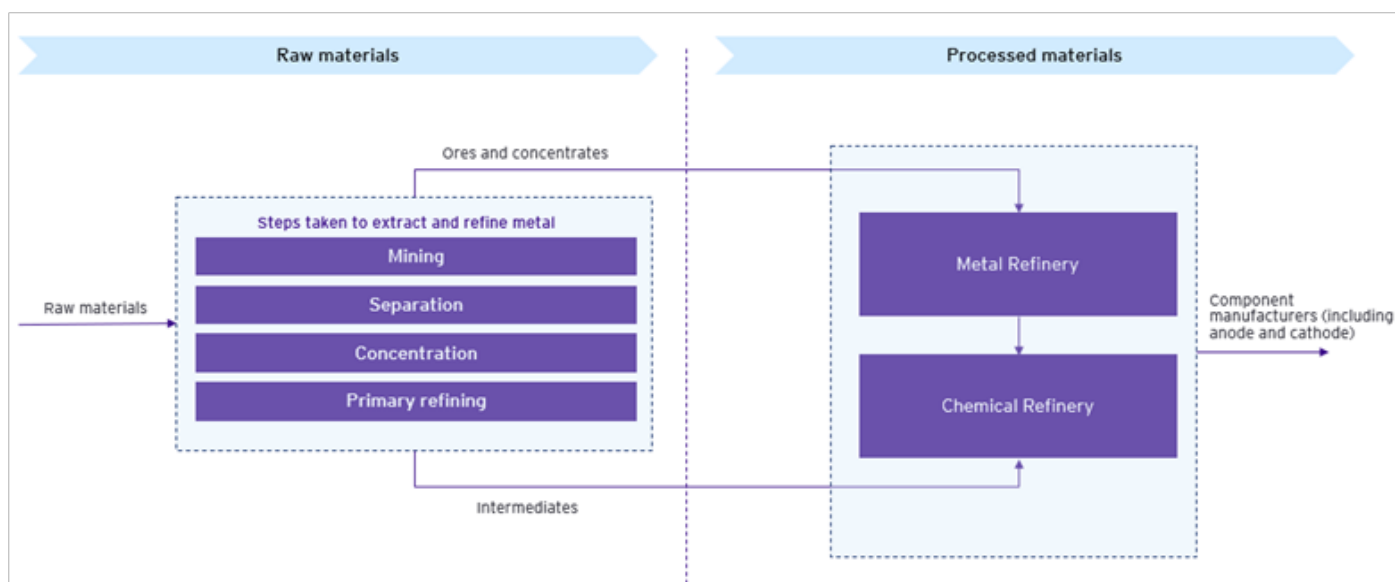 Raw materials
Processed materials
Ores and concentrates
Steps taken to extract and refine metal
Mining
Separation
Concentration
Primary refining
Raw materials
Intermediates
Metal Refinery
Chemical Refinery
Component
manufacturers (including
anode and cathode)